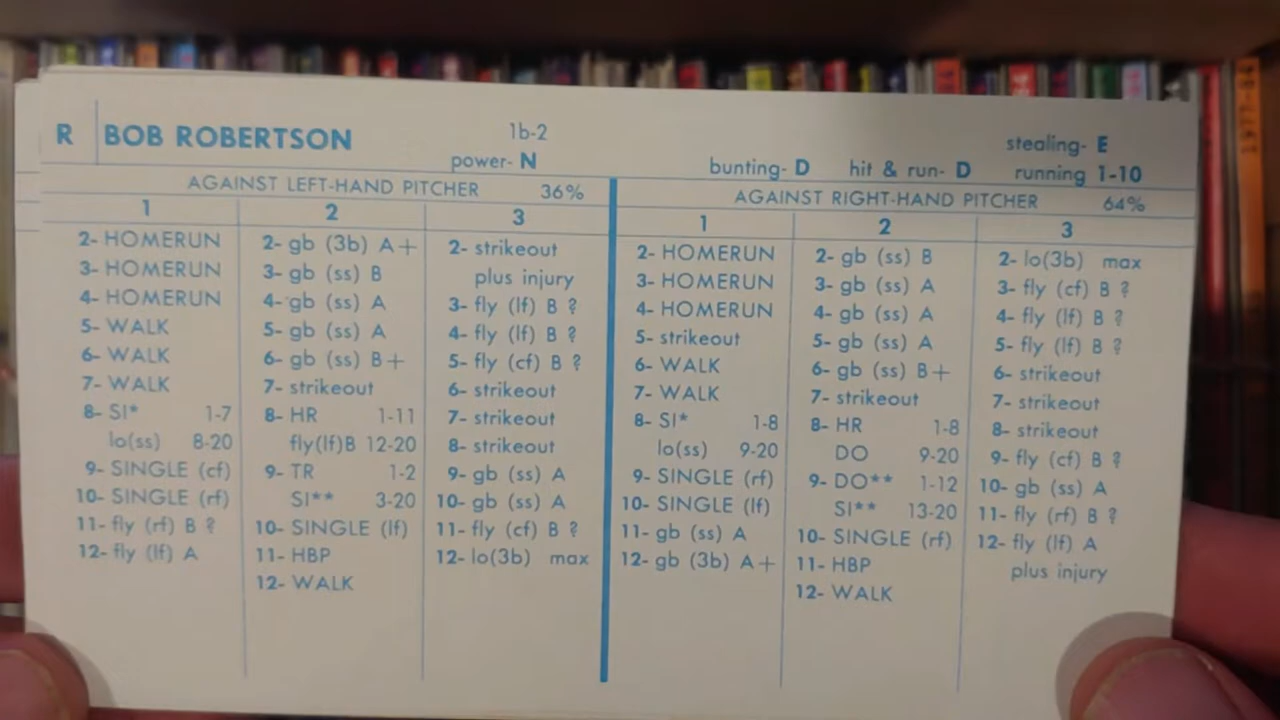 R BOB ROBERTSON
1b-2
power- N
bunting- D hit & run- D
stealing- E
running 1-10
AGAINST LEFT-HAND PITCHER 36%
1
2- HOMERUN
3- HOMERUN
4- HOMERUN
5- WALK
6- WALK
7- WALK
8- SI* 1-7
lo(ss) 8-20
9- SINGLE (cf)
10- SINGLE (rf)
11- fly (rf) B ?
12- fly (lf) A
2
2- gb (3b) A+
3- gb (ss) B
4- gb (ss) A
5- gb (ss) A
6- gb (ss) B+
7- strikeout
8- HR 1-11
fly(lf)B 12-20
9- TR 1-2
SI** 3-20
10- SINGLE (lf)
11- HBP
12- WALK
3
2- strikeout
plus injury
3- fly (lf) B ?
4- fly (lf) B ?
5- fly (cf) B ?
6- strikeout
7- strikeout
8- strikeout
9- gb (ss) A
10- gb (ss) A
11- fly (cf) B ?
12- lo(3b) max
AGAINST RIGHT-HAND PITCHER 64%
1
2- HOMERUN
3- HOMERUN
4- HOMERUN
5- strikeout
6- WALK
7- WALK
8- SI* 1-8
lo(ss) 9-20
9- SINGLE (rf)
10- SINGLE (lf)
11- gb (ss) A
12- gb (3b) A+
2
2- gb (ss) B
3- gb (ss) A
4- gb (ss) A
5- gb (ss) A
6- gb (ss) B+
7- strikeout
8- HR 1-8
DO 9-20
9- DO** 1-12
SI** 13-20
10- SINGLE (rf)
11- HBP
12- WALK
3
2- lo(3b) max
3- fly (cf) B ?
4- fly (lf) B ?
5- fly (lf) B ?
6- strikeout
7- strikeout
8- strikeout
9- fly (cf) B ?
10- gb (ss) A
11- fly (rf) B ?
12- fly (lf) A
plus injury